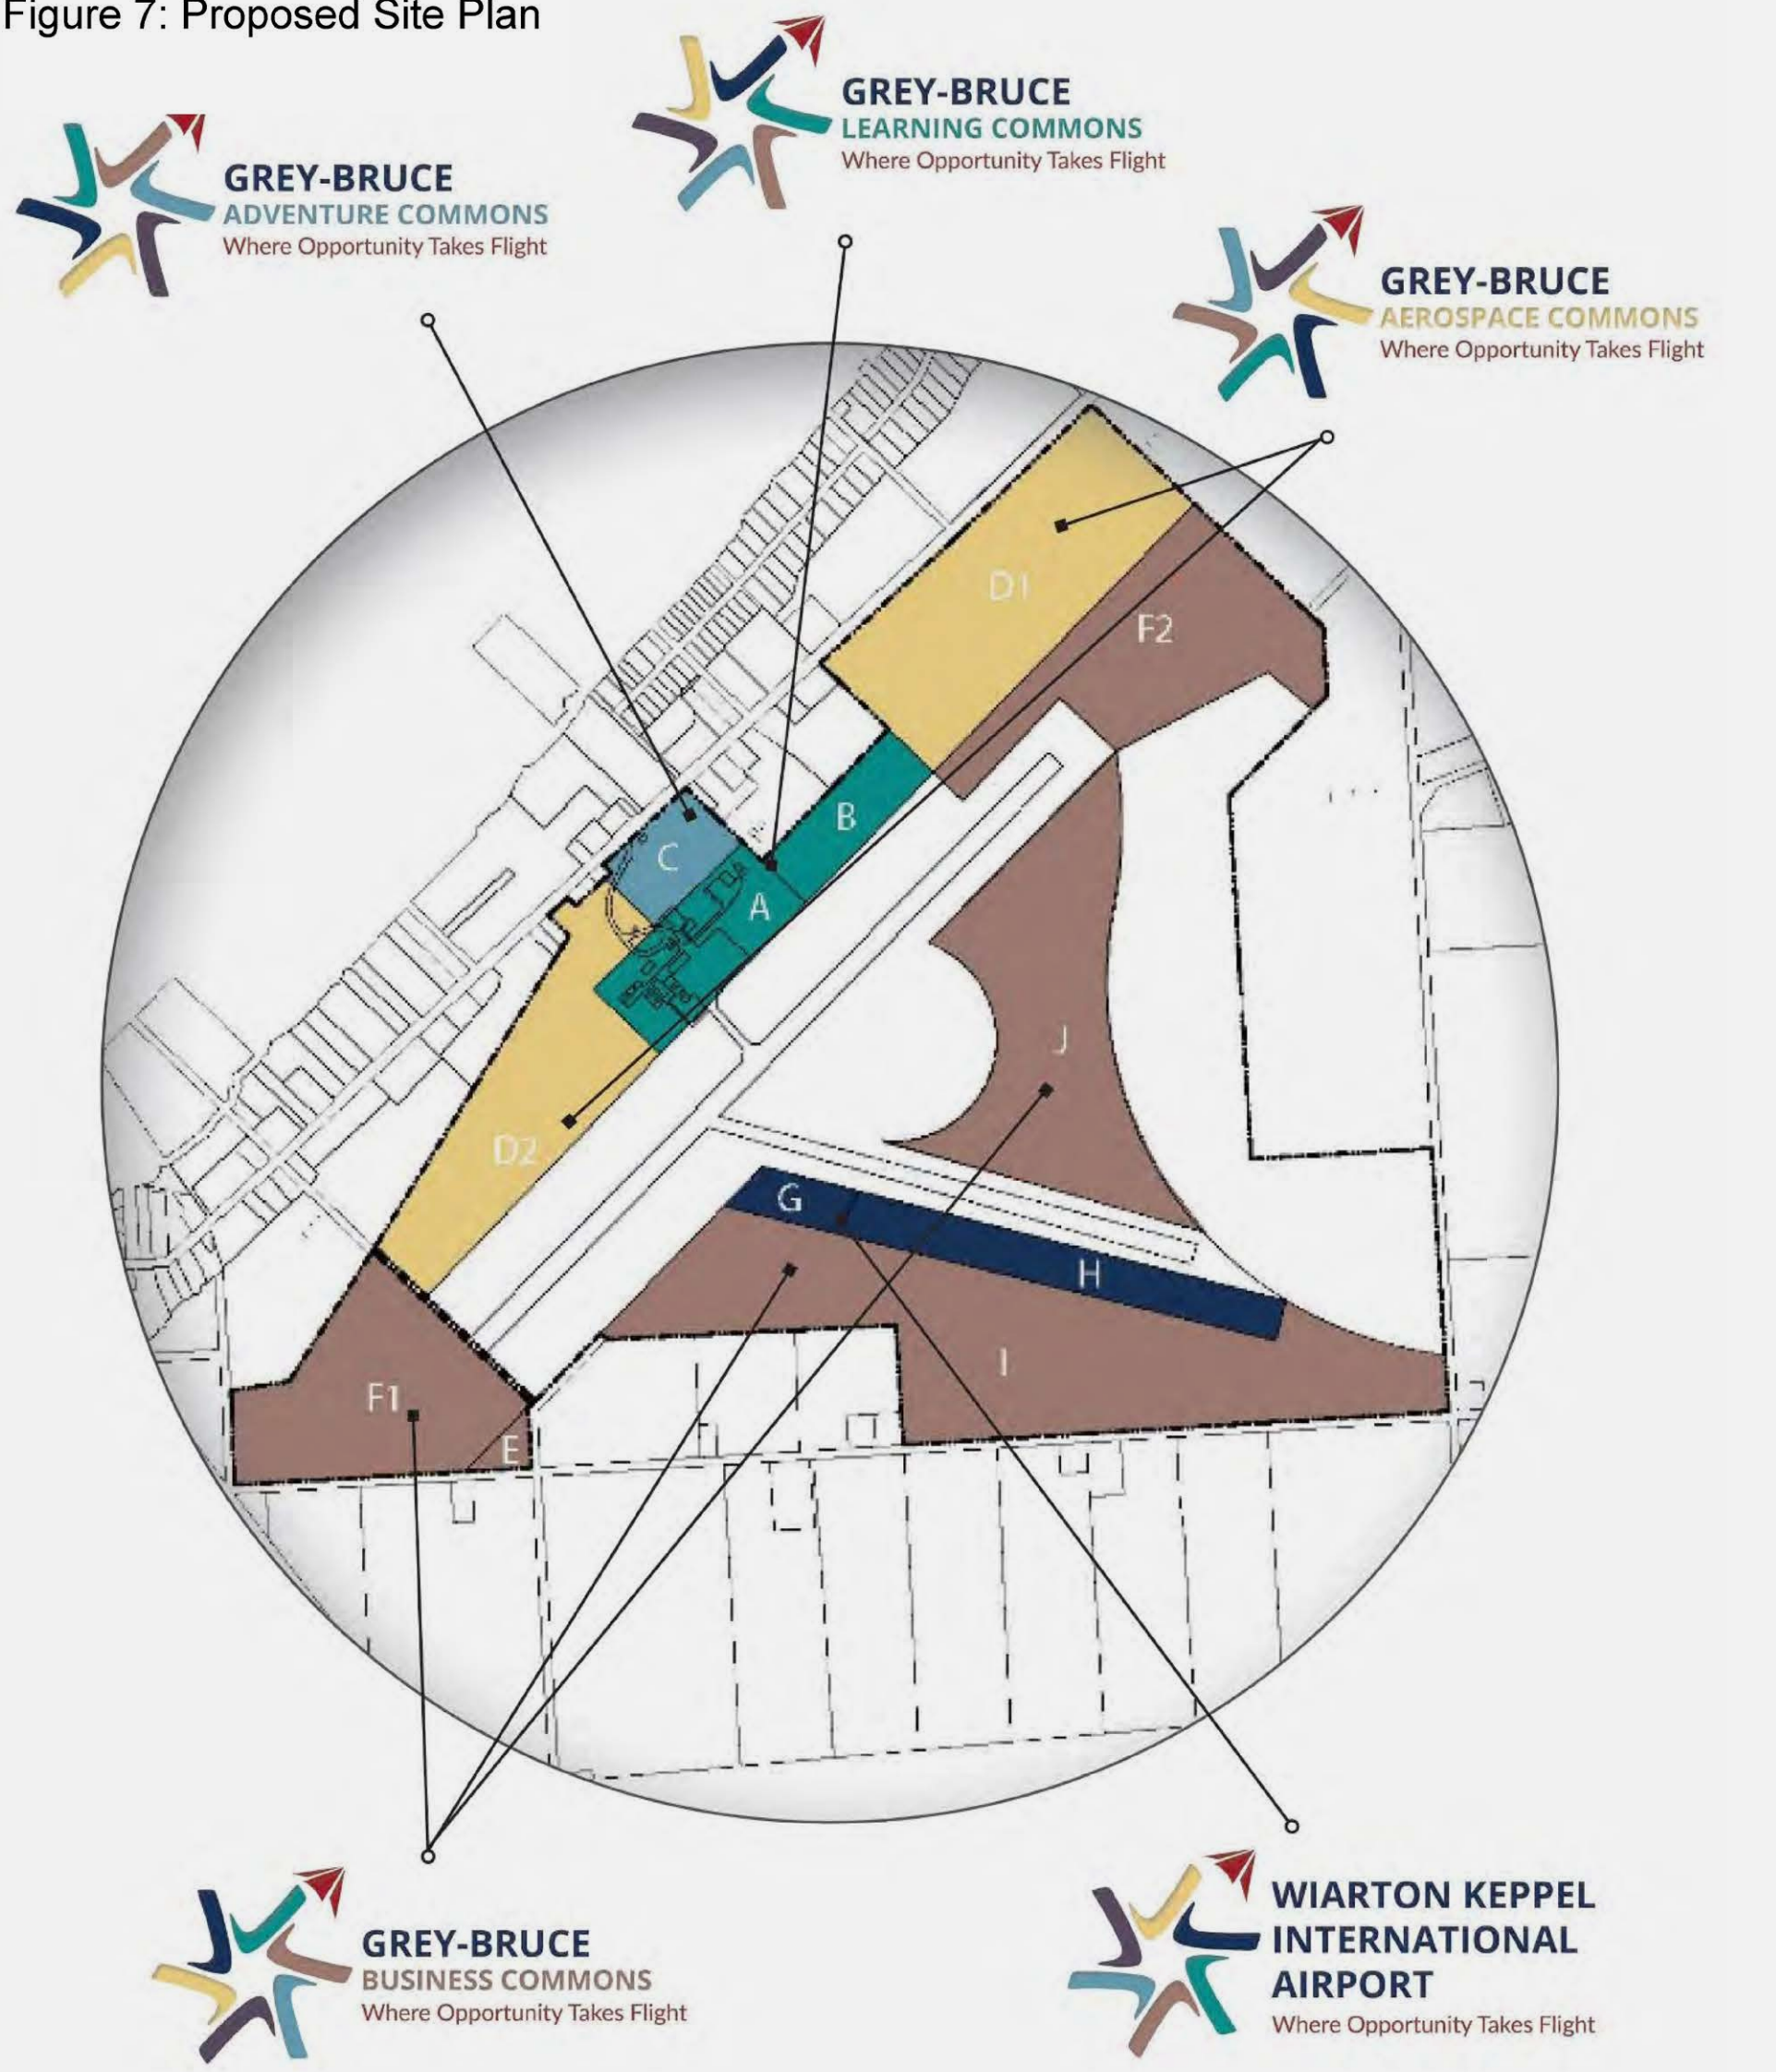 Figure 7: Proposed Site Plan
GREY-BRUCE
LEARNING COMMONS
Where Opportunity Takes Flight
GREY-BRUCE
ADVENTURE COMMONS
Where Opportunity Takes Flight
GREY-BRUCE
AEROSPACE COMMONS
Where Opportunity Takes Flight
D1
F2
B
C
A
J
D2
G
H
I
F1
E
GREY-BRUCE
BUSINESS COMMONS
Where Opportunity Takes Flight
WIARTON KEPPEL
INTERNATIONAL
AIRPORT
Where Opportunity Takes Flight